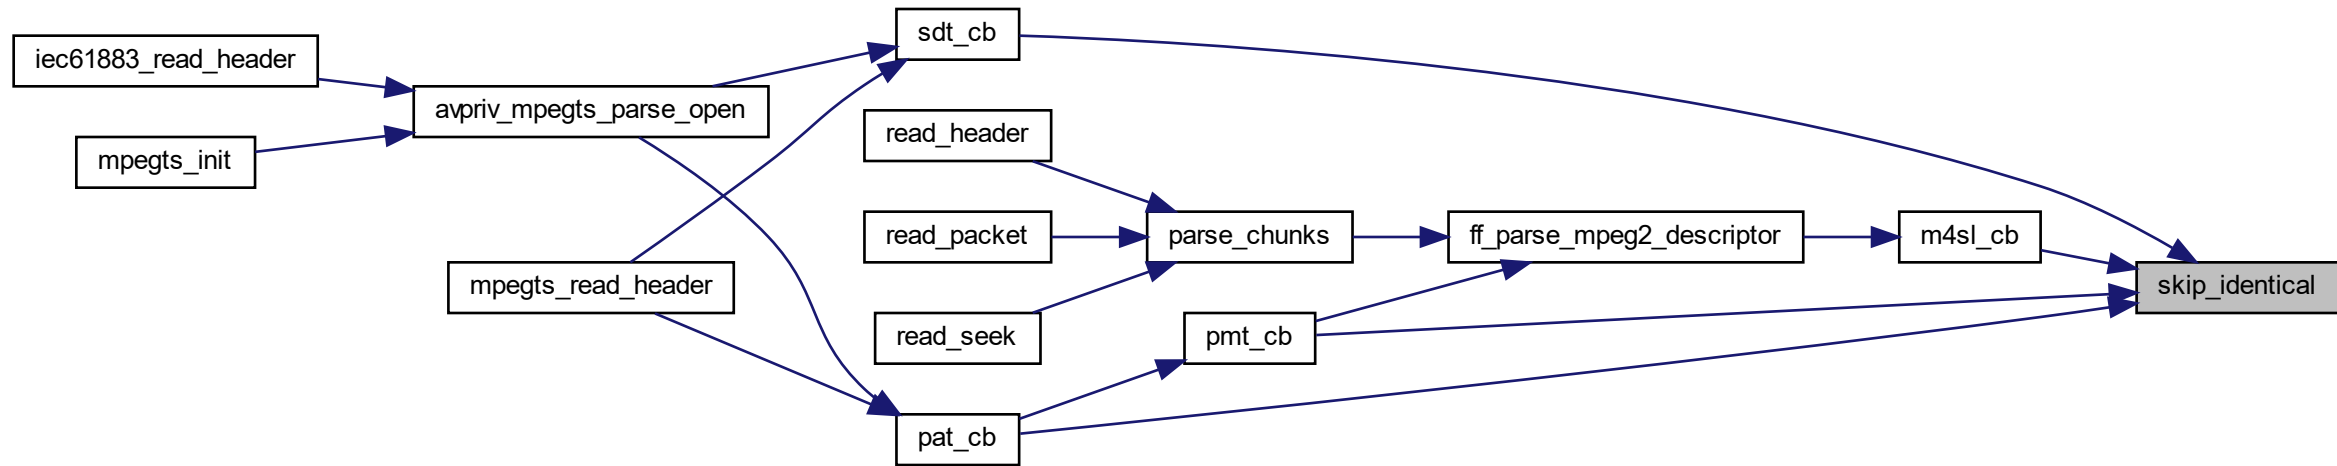 sdt_cb
iec61883_read_header
avpriv_mpegts_parse_open
read_header
mpegts_init
read_packet
parse_chunks
ff_parse_mpeg2_descriptor
m4sl_cb
mpegts_read_header
skip_identical
read_seek
pmt_cb
pat_cb